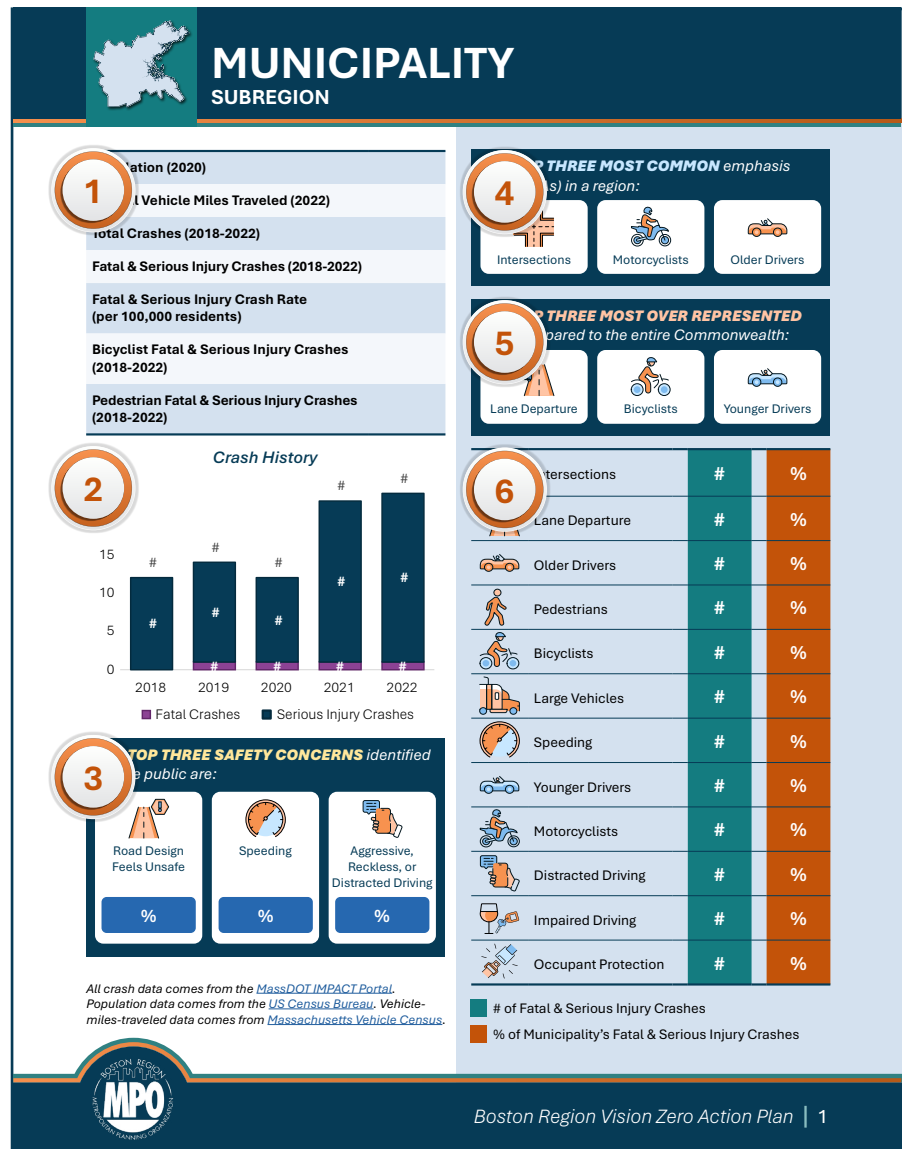 MUNICIPALITY
SUBREGION
1
ation (2020)
l Vehicle Miles Traveled (2022)
Total Crashes (2018-2022)
Fatal & Serious Injury Crashes (2018-2022)
Fatal & Serious Injury Crash Rate
(per 100,000 residents)
Bicyclist Fatal & Serious Injury Crashes
(2018-2022)
Pedestrian Fatal & Serious Injury Crashes
(2018-2022)
2
Crash History
# # # # #
15
10
5
0
# # # # #
# # # #
2018 2019 2020 2021 2022
Fatal Crashes Serious Injury Crashes
3
TOP THREE SAFETY CONCERNS identified
e public are:
Road Design
Feels Unsafe
%
Speeding
%
Aggressive,
Reckless, or
Distracted Driving
%
All crash data comes from the MassDOT IMPACT Portal.
Population data comes from the US Census Bureau. Vehicle-
miles-traveled data comes from Massachusetts Vehicle Census.
4
P THREE MOST COMMON emphasis
s) in a region:
Intersections
Motorcyclists
Older Drivers
5
P THREE MOST OVER REPRESENTED
pared to the entire Commonwealth:
Lane Departure
Bicyclists
Younger Drivers
6
ntersections # %
Lane Departure # %
Older Drivers # %
Pedestrians # %
Bicyclists # %
Large Vehicles # %
Speeding # %
Younger Drivers # %
Motorcyclists # %
Distracted Driving # %
Impaired Driving # %
Occupant Protection # %
# of Fatal & Serious Injury Crashes
% of Municipality's Fatal & Serious Injury Crashes
BOSTON REGION
MPO
METROPOLITAN PLANNING ORGANIZATION
Boston Region Vision Zero Action Plan | 1